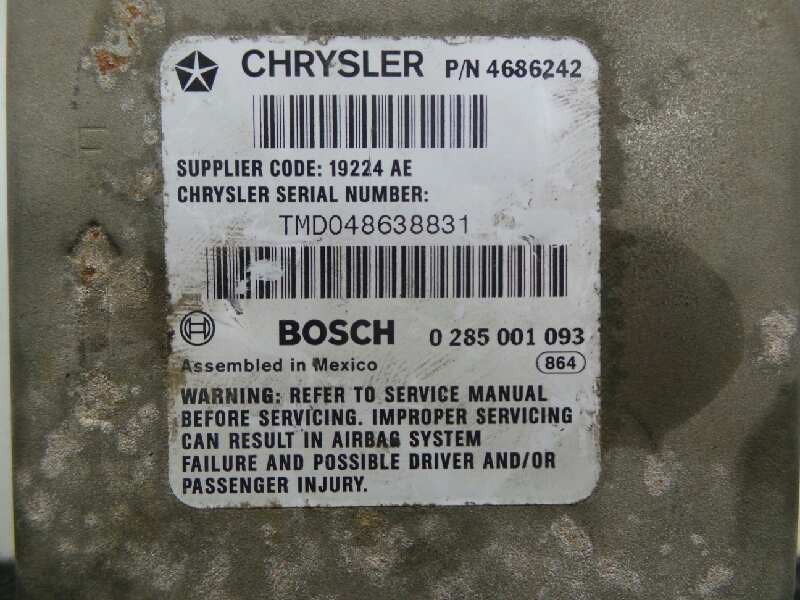 CHRYSLER P/N 4686242
SUPPLIER CODE: 19224 AE
CHRYSLER SERIAL NUMBER:
TMD048638831
BOSCH 0 285 001 093
Assembled in Mexico 864
WARNING: REFER TO SERVICE MANUAL
BEFORE SERVICING. IMPROPER SERVICING
CAN RESULT IN AIRBAG SYSTEM
FAILURE AND POSSIBLE DRIVER AND/OR
PASSENGER INJURY.